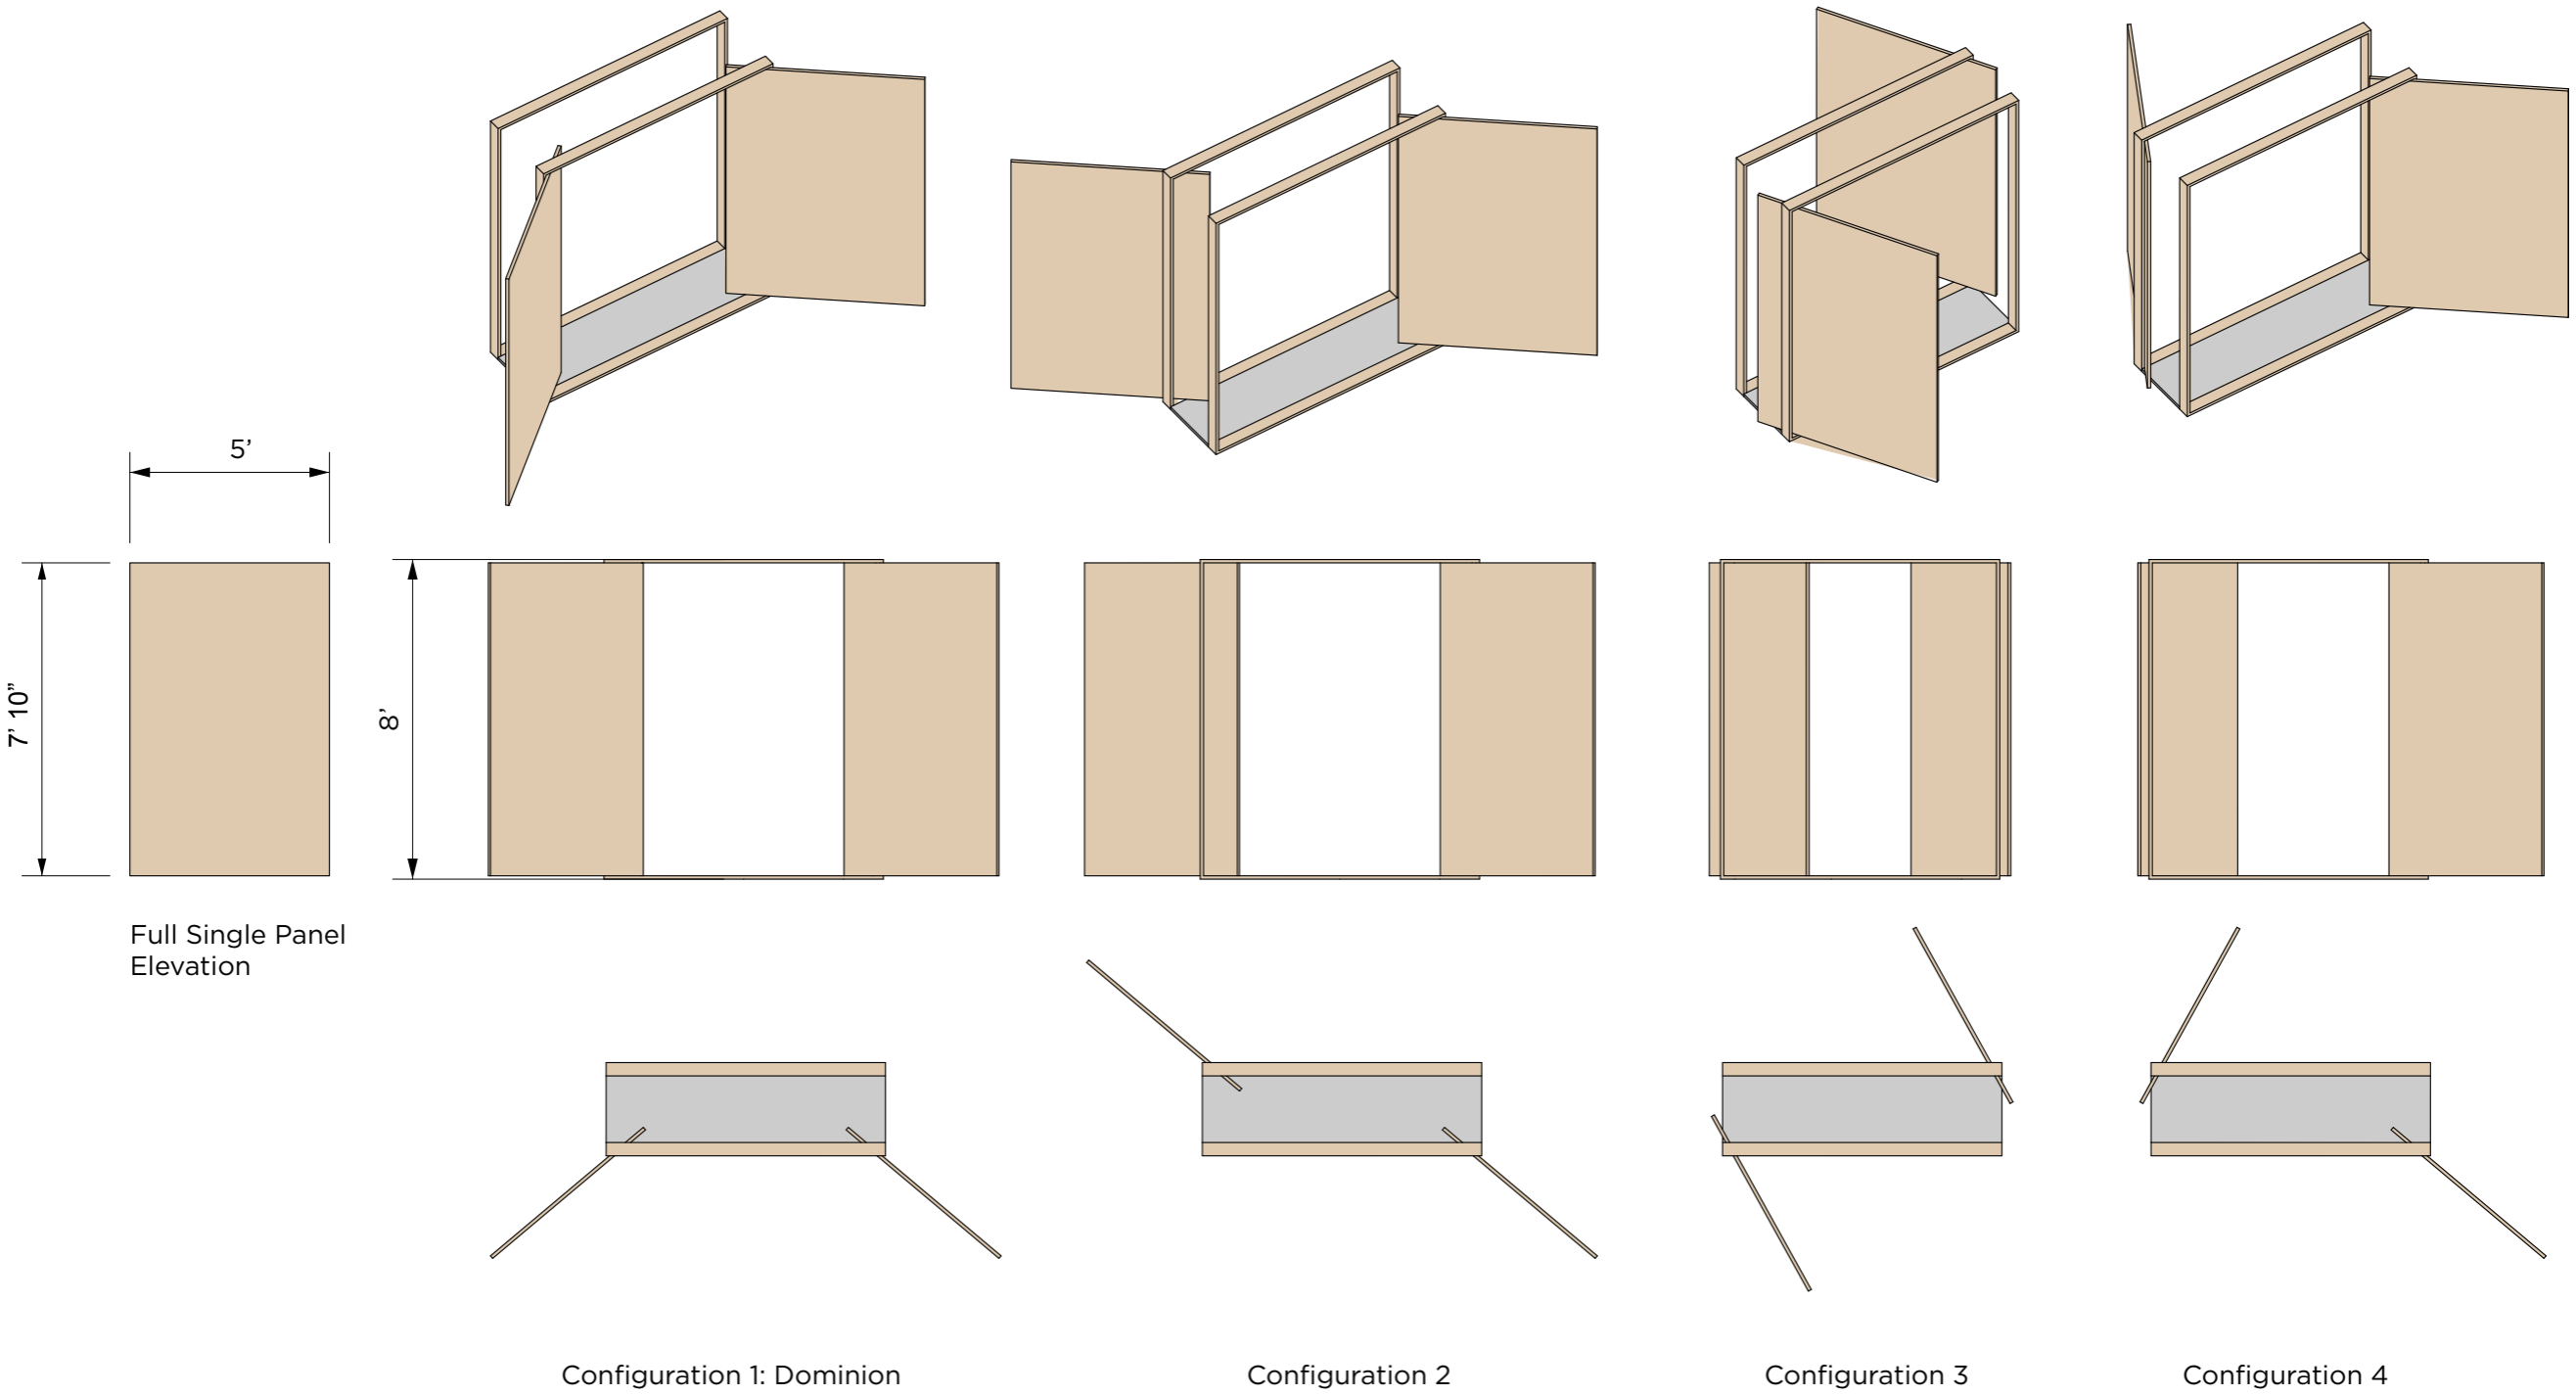 5’
7’ 10”
8’
Full Single Panel
Elevation
Configuration 1: Dominion
Configuration 2
Configuration 3
Configuration 4